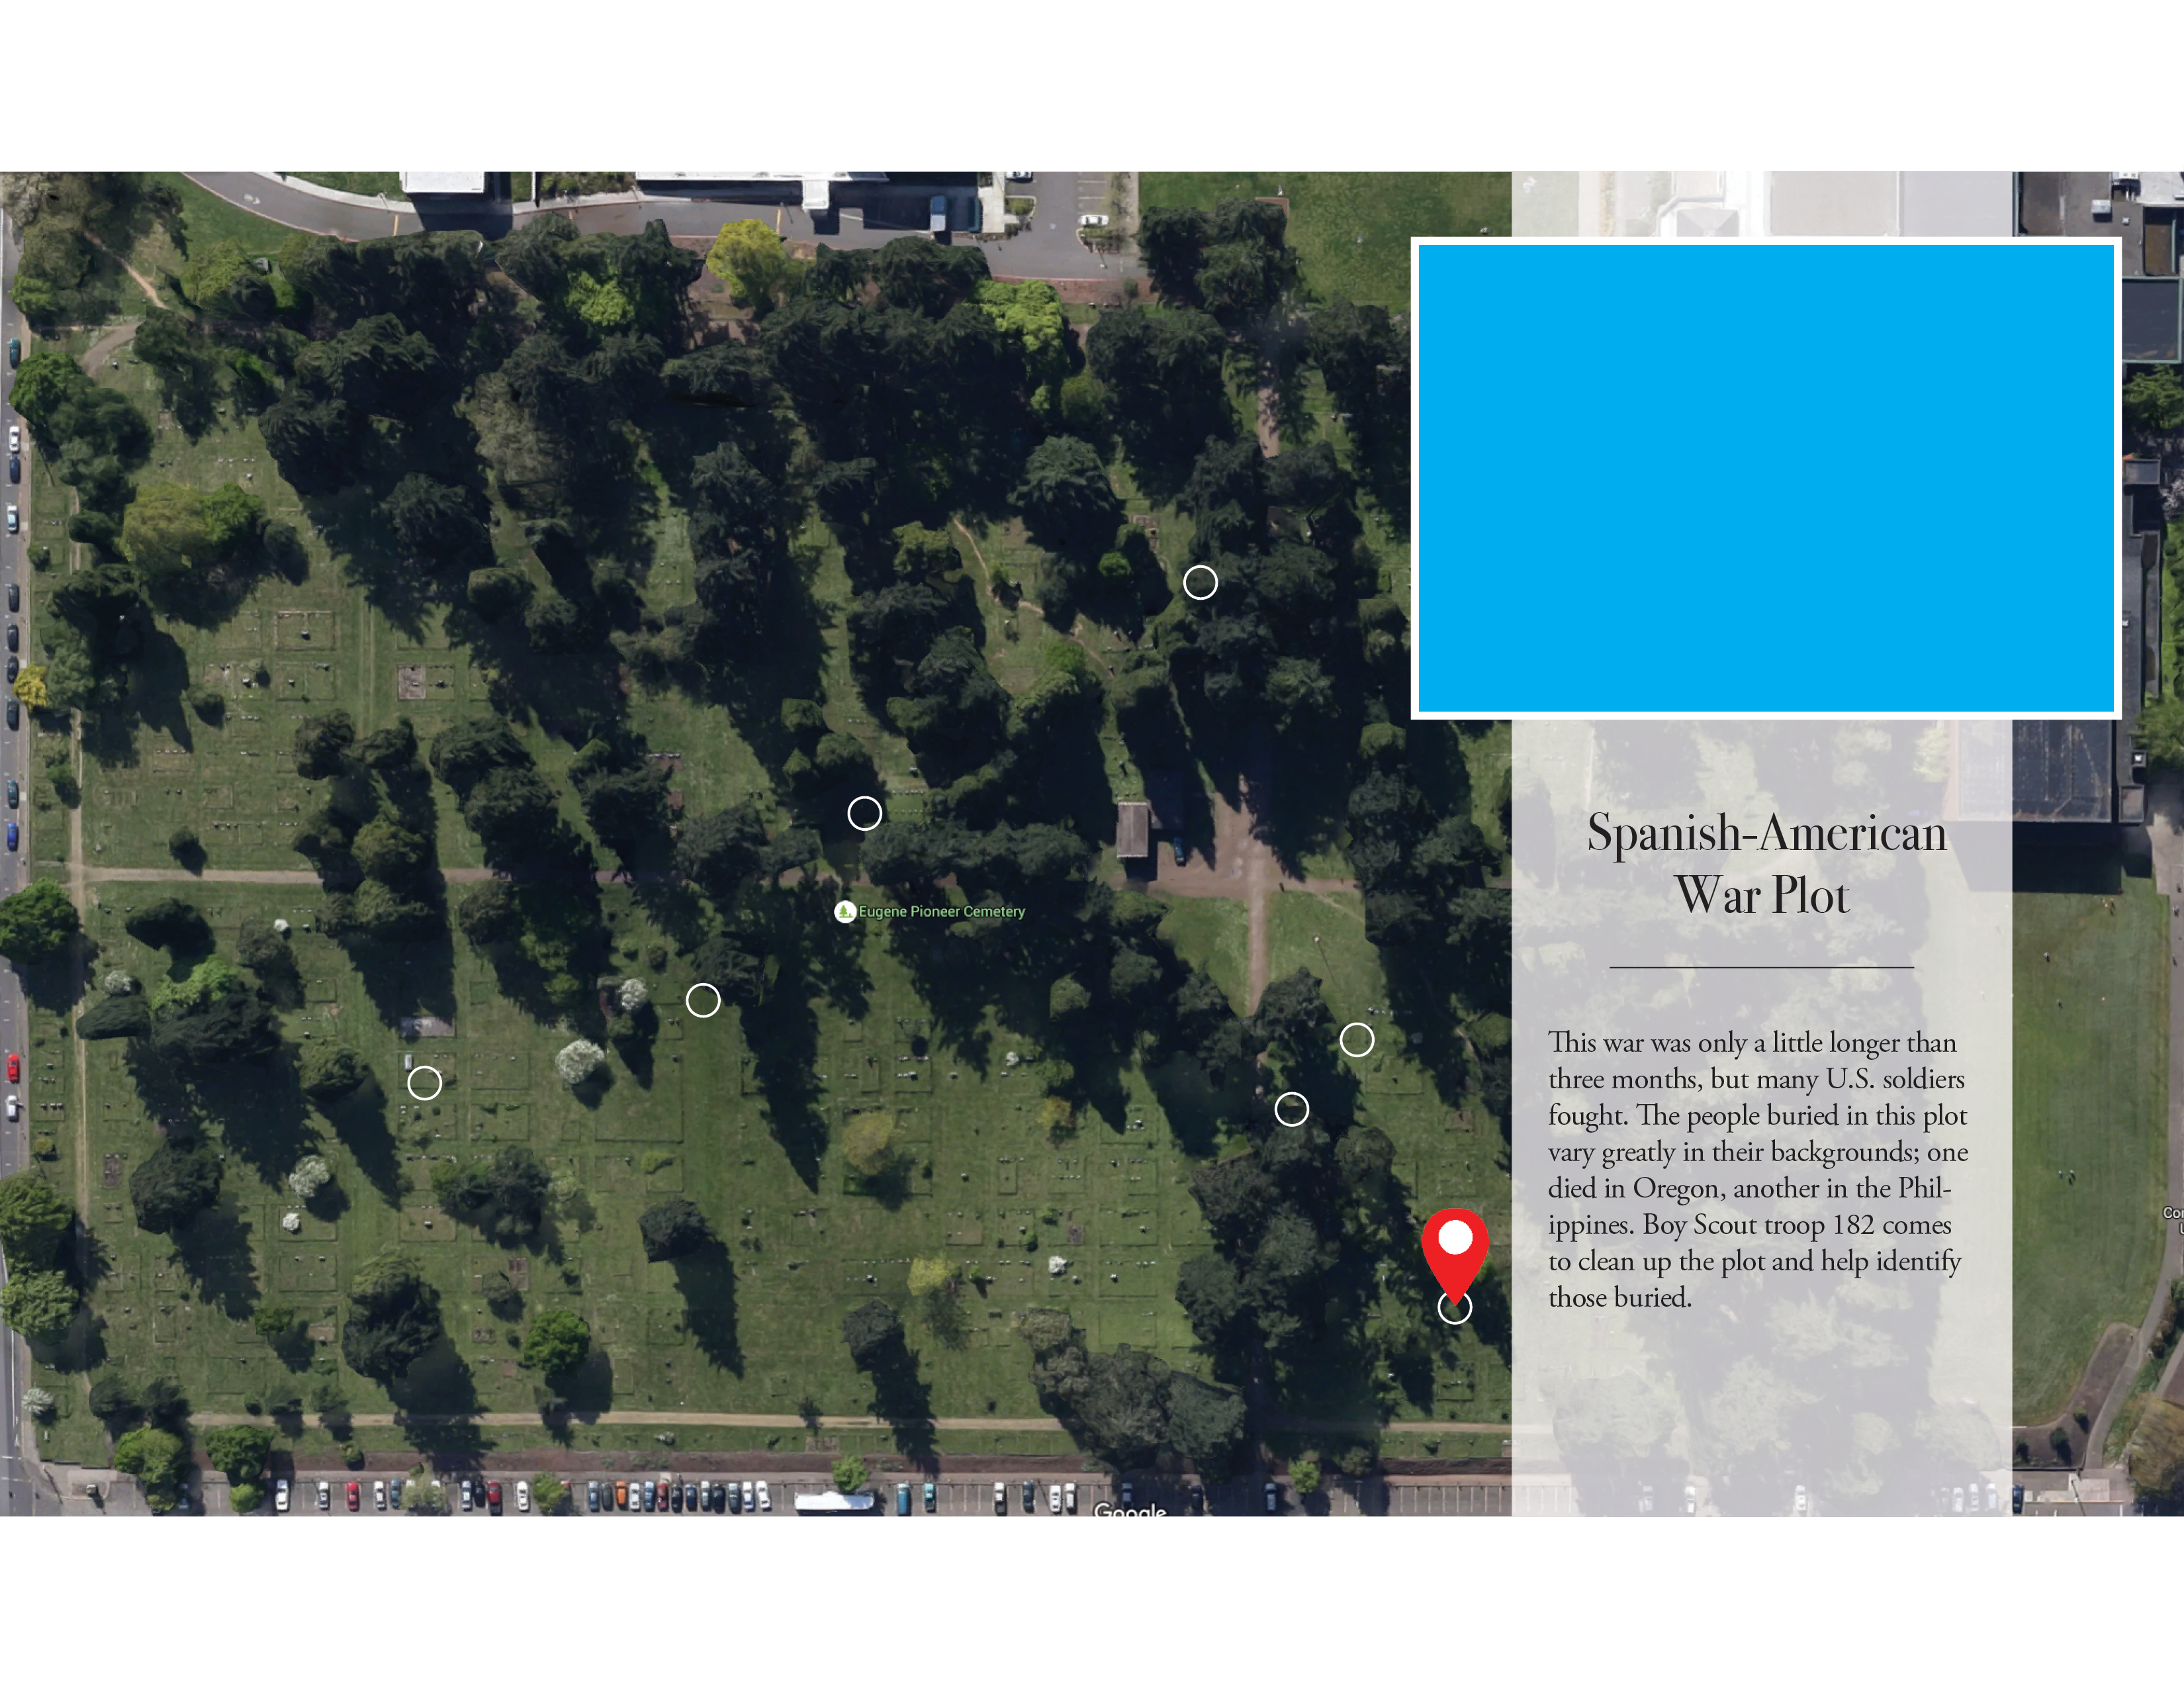 Spanish-American
War Plot
This war was only a little longer than
three months, but many U.S. soldiers
fought. The people buried in this plot
vary greatly in their backgrounds; one
died in Oregon, another in the Phil-
ippines. Boy Scout troop 182 comes
to clean up the plot and help identify
those buried.
Eugene Pioneer Cemetery
Google